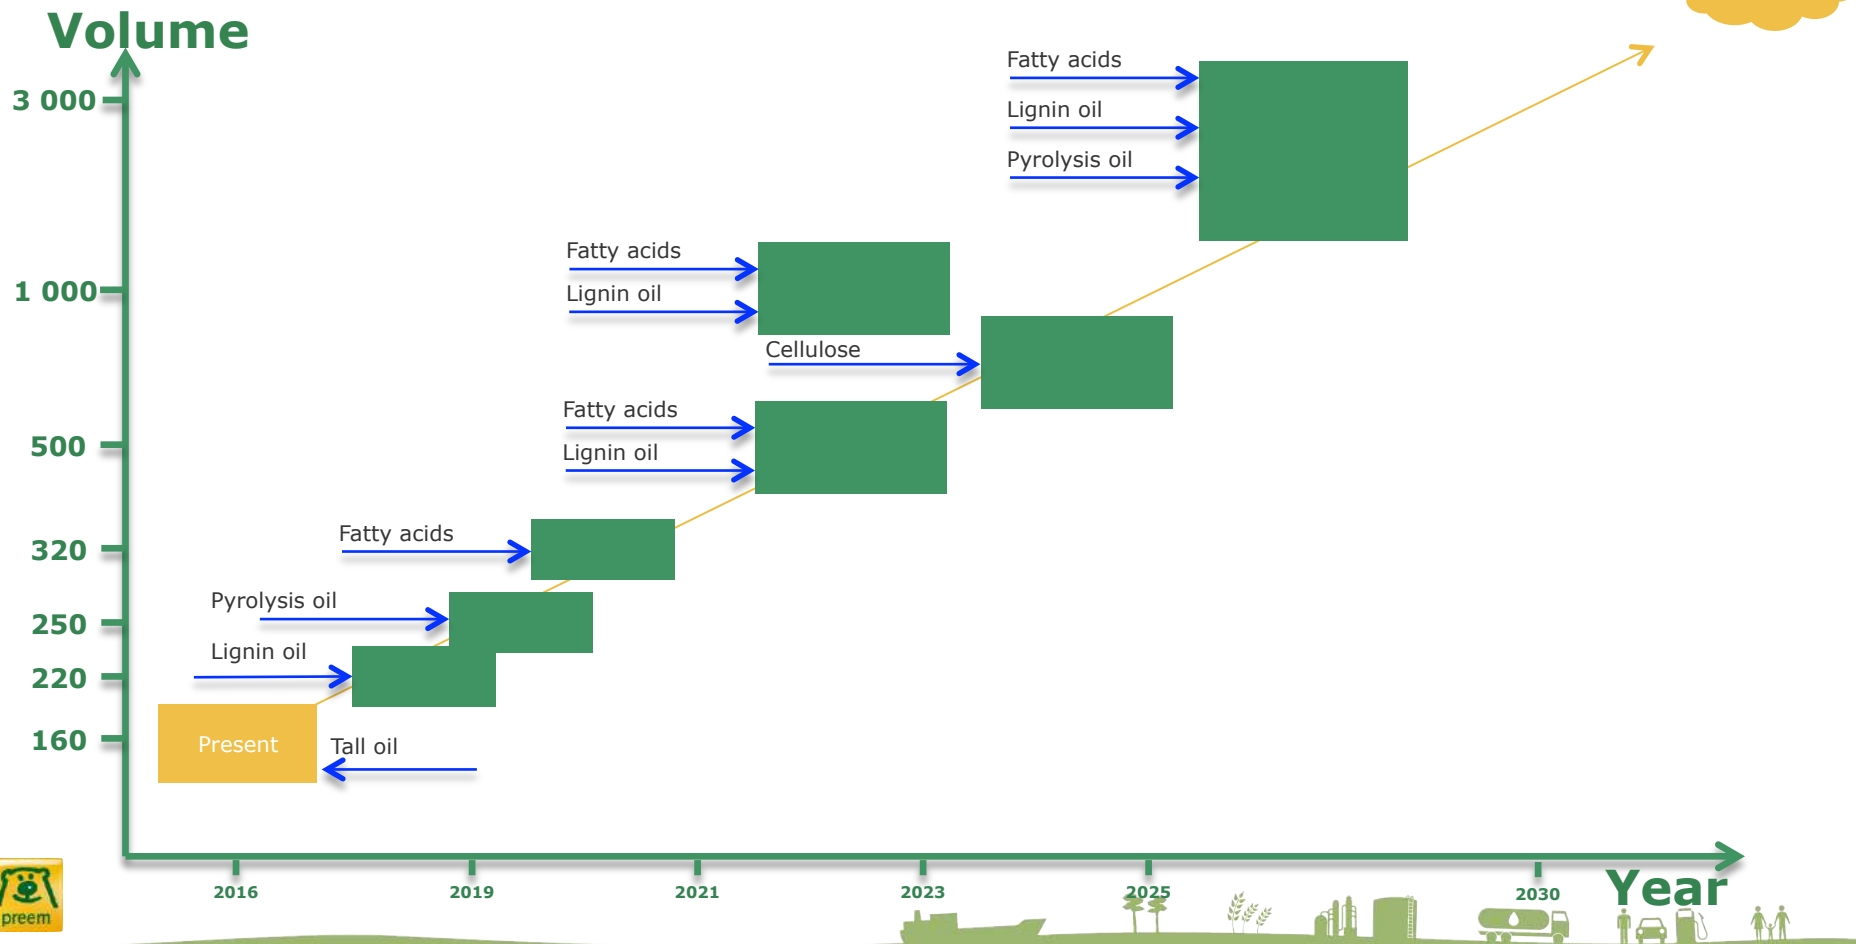 Volume
3 000
1 000
500
320
250
220
160
Fatty acids
Lignin oil
Pyrolysis oil
Fatty acids
Lignin oil
Cellulose
Fatty acids
Lignin oil
Fatty acids
Pyrolysis oil
Lignin oil
Present
Tall oil
2016
2019
2021
2023
2025
2030
Year
preem